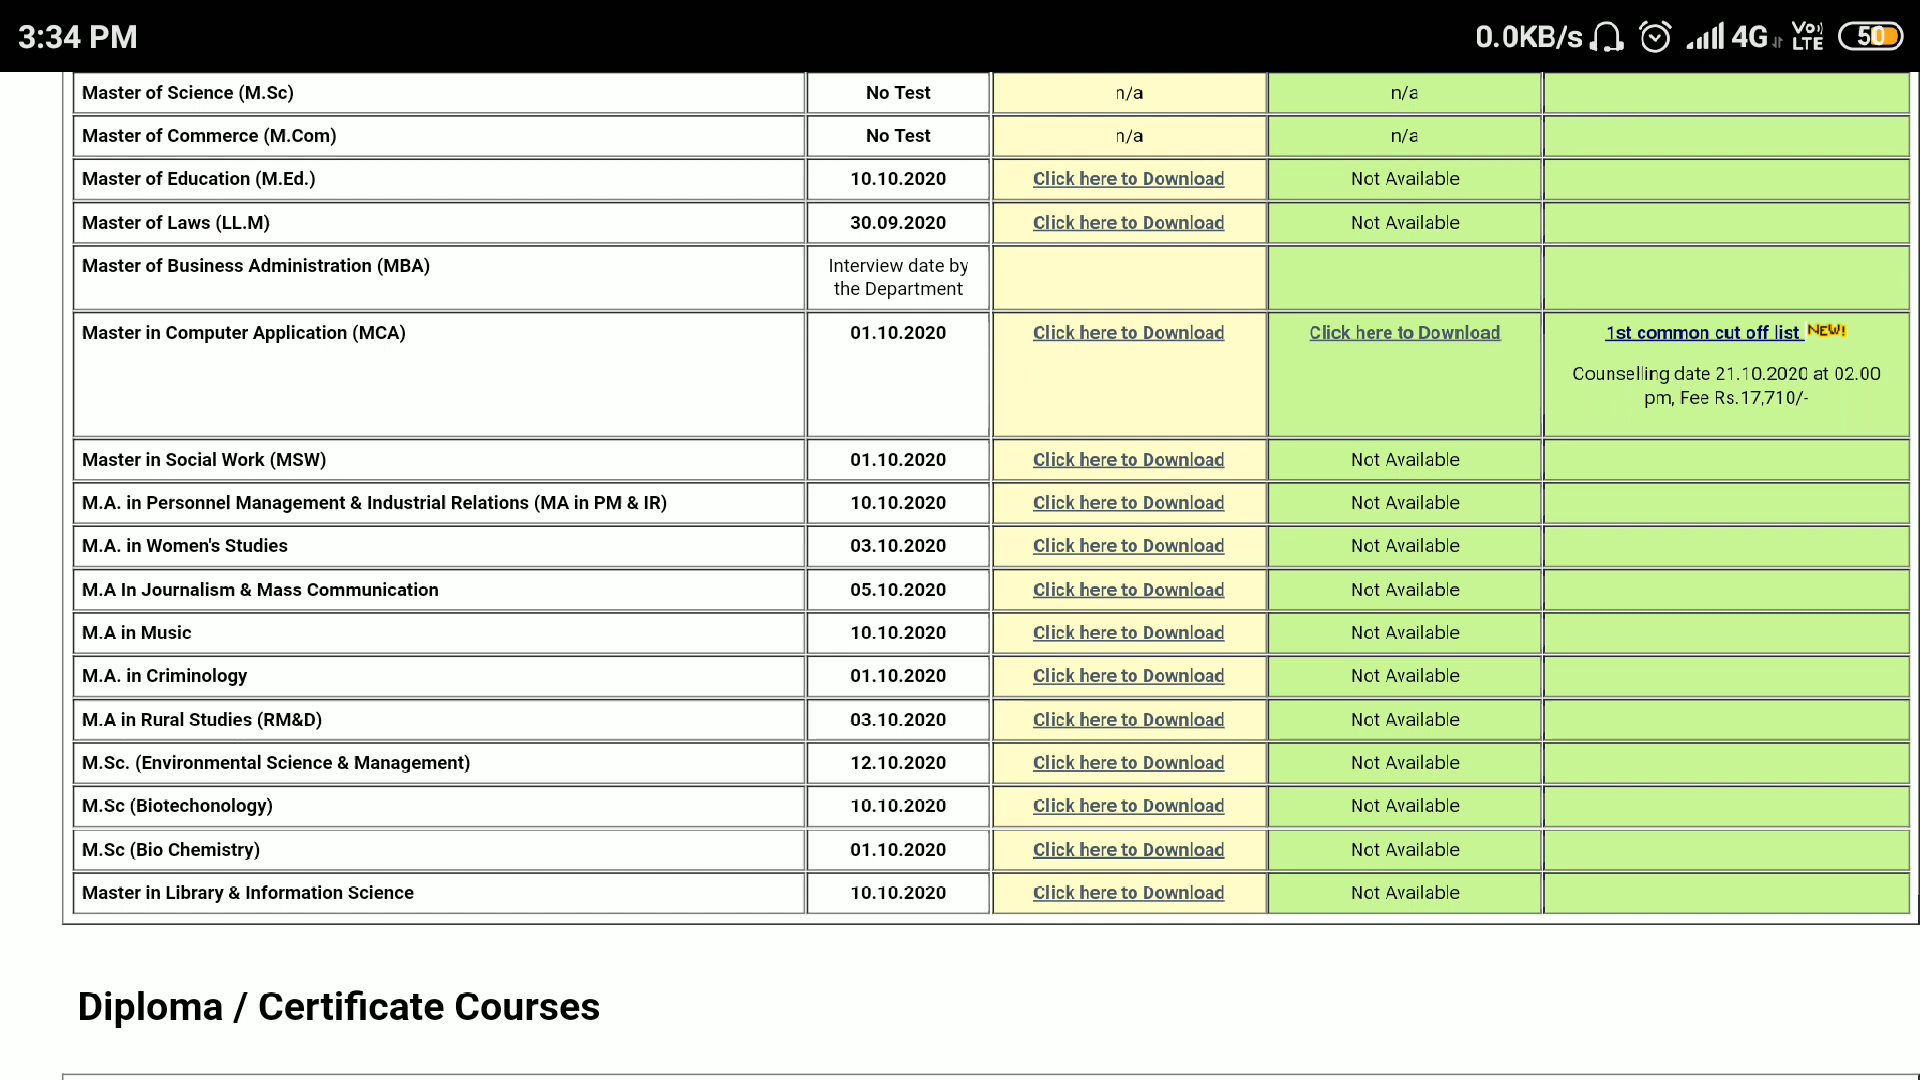 3:34 PM 0.0KB/s 4G VoLTE 50
Master of Science (M.Sc) No Test n/a n/a
Master of Commerce (M.Com) No Test n/a n/a
Master of Education (M.Ed.) 10.10.2020 Click here to Download Not Available
Master of Laws (LL.M) 30.09.2020 Click here to Download Not Available
Master of Business Administration (MBA) Interview date by
the Department
Master in Computer Application (MCA) 01.10.2020 Click here to Download Click here to Download 1st common cut off list NEW!
Counselling date 21.10.2020 at 02.00
pm, Fee Rs.17,710/-
Master in Social Work (MSW) 01.10.2020 Click here to Download Not Available
M.A. in Personnel Management & Industrial Relations (MA in PM & IR) 10.10.2020 Click here to Download Not Available
M.A. in Women's Studies 03.10.2020 Click here to Download Not Available
M.A In Journalism & Mass Communication 05.10.2020 Click here to Download Not Available
M.A in Music 10.10.2020 Click here to Download Not Available
M.A. in Criminology 01.10.2020 Click here to Download Not Available
M.A in Rural Studies (RM&D) 03.10.2020 Click here to Download Not Available
M.Sc. (Environmental Science & Management) 12.10.2020 Click here to Download Not Available
M.Sc (Biotechonology) 10.10.2020 Click here to Download Not Available
M.Sc (Bio Chemistry) 01.10.2020 Click here to Download Not Available
Master in Library & Information Science 10.10.2020 Click here to Download Not Available
Diploma / Certificate Courses